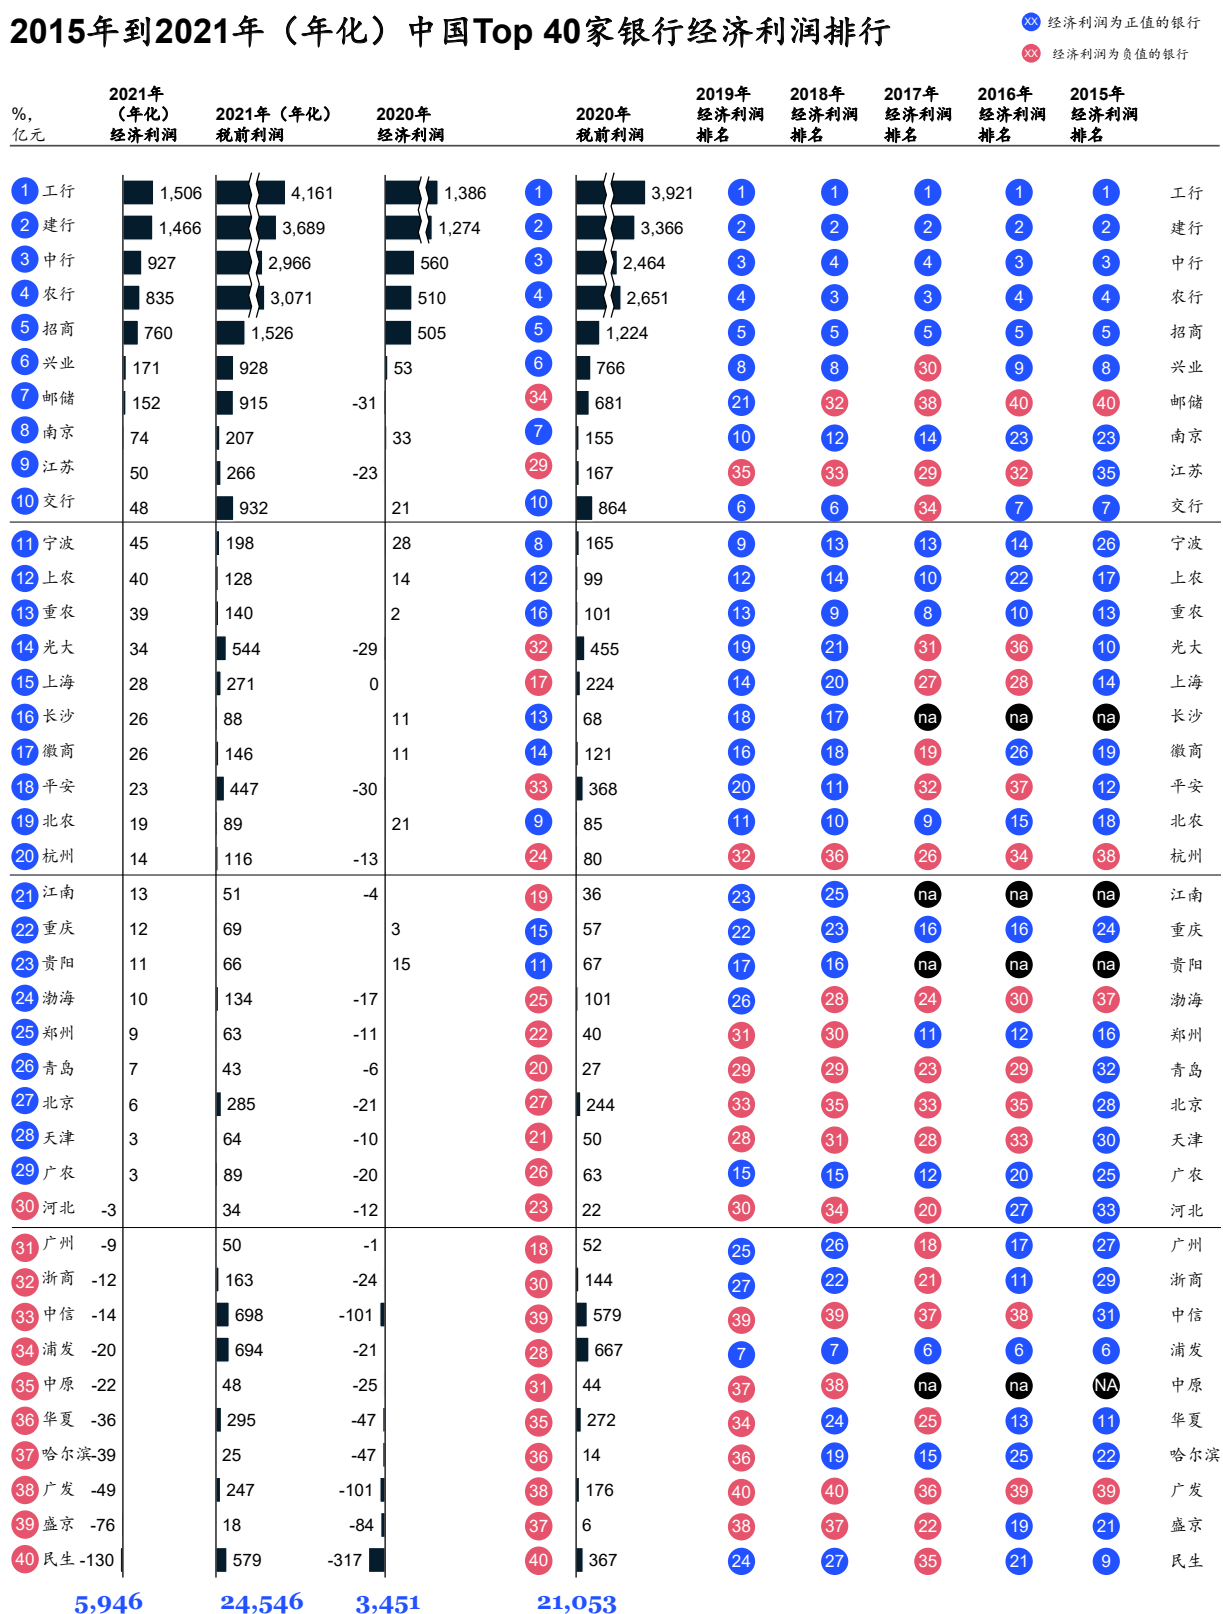 2015年到2021年（年化）中国Top 40家银行经济利润排行
XX 经济利润为正值的银行
XX 经济利润为负值的银行
%,
亿元
2021年
（年化）
经济利润
2021年（年化）
税前利润
2020年
经济利润
2020年
税前利润
2019年
经济利润
排名
2018年
经济利润
排名
2017年
经济利润
排名
2016年
经济利润
排名
2015年
经济利润
排名
1 工行 1,506 4,161 1,386 1 3,921 1 1 1 1 1 工行
2 建行 1,466 3,689 1,274 2 3,366 2 2 2 2 2 建行
3 中行 927 2,966 560 3 2,464 3 4 4 3 3 中行
4 农行 835 3,071 510 4 2,651 4 3 3 4 4 农行
5 招商 760 1,526 505 5 1,224 5 5 5 5 5 招商
6 兴业 171 928 53 6 766 8 8 30 9 8 兴业
7 邮储 152 915 -31 34 681 21 32 38 40 40 邮储
8 南京 74 207 33 7 155 10 12 14 23 23 南京
9 江苏 50 266 -23 29 167 35 33 29 32 35 江苏
10 交行 48 932 21 10 864 6 6 34 7 7 交行
11 宁波 45 198 28 8 165 9 13 13 14 26 宁波
12 上农 40 128 14 12 99 12 14 10 22 17 上农
13 重农 39 140 2 16 101 13 9 8 10 13 重农
14 光大 34 544 -29 32 455 19 21 31 36 10 光大
15 上海 28 271 0 17 224 14 20 27 28 14 上海
16 长沙 26 88 11 13 68 18 17 na na na 长沙
17 徽商 26 146 11 14 121 16 18 19 26 19 徽商
18 平安 23 447 -30 33 368 20 11 32 37 12 平安
19 北农 19 89 21 9 85 11 10 9 15 18 北农
20 杭州 14 116 -13 24 80 32 36 26 34 38 杭州
21 江南 13 51 -4 19 36 23 25 na na na 江南
22 重庆 12 69 3 15 57 22 23 16 16 24 重庆
23 贵阳 11 66 15 11 67 17 16 na na na 贵阳
24 渤海 10 134 -17 25 101 26 28 24 30 37 渤海
25 郑州 9 63 -11 22 40 31 30 11 12 16 郑州
26 青岛 7 43 -6 20 27 29 29 23 29 32 青岛
27 北京 6 285 -21 27 244 33 35 33 35 28 北京
28 天津 3 64 -10 21 50 28 31 28 33 30 天津
29 广农 3 89 -20 26 63 15 15 12 20 25 广农
30 河北 -3 34 -12 23 22 30 34 20 27 33 河北
31 广州 -9 50 -1 18 52 25 26 18 17 27 广州
32 浙商 -12 163 -24 30 144 27 22 21 11 29 浙商
33 中信 -14 698 -101 39 579 39 39 37 38 31 中信
34 浦发 -20 694 -21 28 667 7 7 6 6 6 浦发
35 中原 -22 48 -25 31 44 37 38 na na NA 中原
36 华夏 -36 295 -47 35 272 34 24 25 13 11 华夏
37 哈尔滨 -39 25 -47 36 14 36 19 15 25 22 哈尔滨
38 广发 -49 247 -101 38 176 40 40 36 39 39 广发
39 盛京 -76 18 -84 37 6 38 37 22 19 21 盛京
40 民生 -130 579 -317 40 367 24 27 35 21 9 民生
5,946 24,546 3,451 21,053